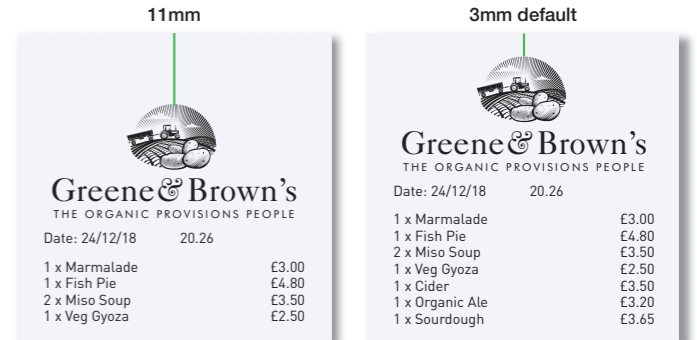 11mm
Greene & Brown's
THE ORGANIC PROVISIONS PEOPLE
Date: 24/12/18 20.26
1 x Marmalade £3.00
1 x Fish Pie £4.80
2 x Miso Soup £3.50
1 x Veg Gyoza £2.50
3mm default
Greene & Brown's
THE ORGANIC PROVISIONS PEOPLE
Date: 24/12/18 20.26
1 x Marmalade £3.00
1 x Fish Pie £4.80
2 x Miso Soup £3.50
1 x Veg Gyoza £2.50
1 x Cider £3.50
1 x Organic Ale £3.20
1 x Sourdough £3.65